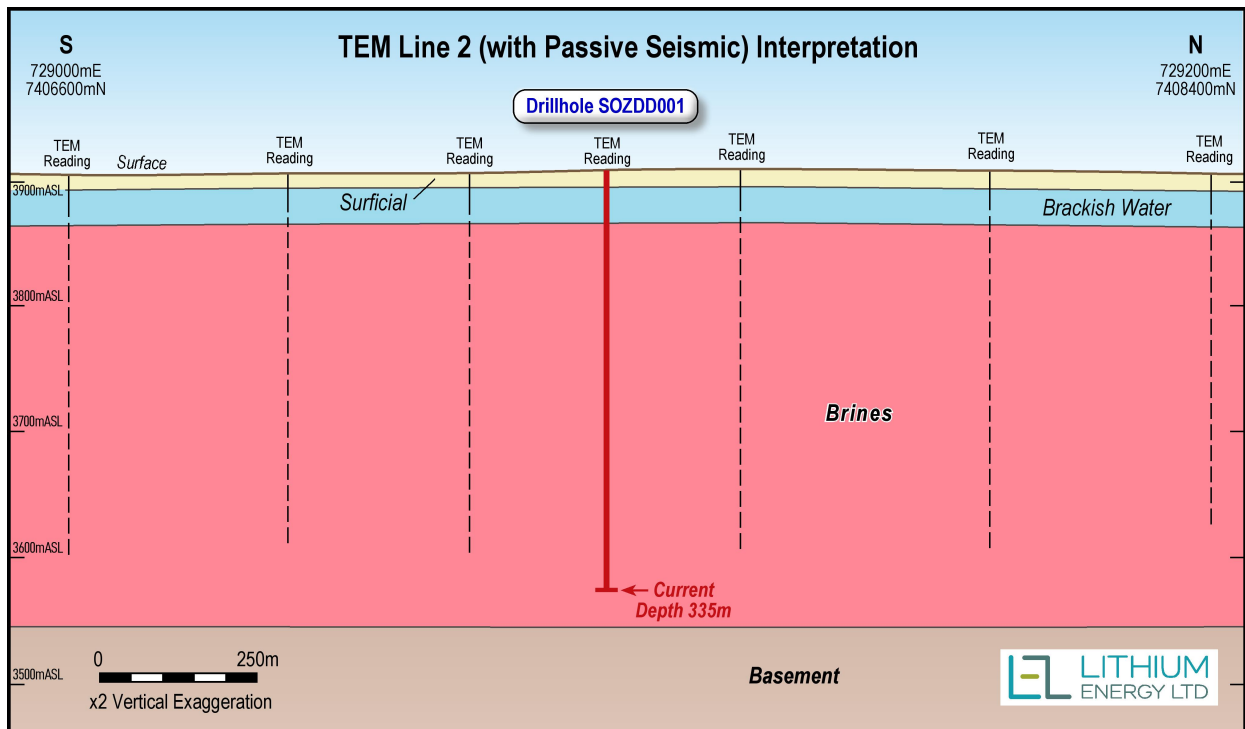 S
729000mE
7406600mN
TEM Line 2 (with Passive Seismic) Interpretation
N
729200mE
7408400mN
Drillhole SOZDD001
TEM
Reading
Surface
TEM
Reading
TEM
Reading
TEM
Reading
TEM
Reading
TEM
Reading
TEM
Reading
3900mASL
Surficial
Brackish Water
3800mASL
3700mASL
Brines
3600mASL
Current
Depth 335m
3500mASL
0 250m
x2 Vertical Exaggeration
Basement
LEL
LITHIUM
ENERGY LTD